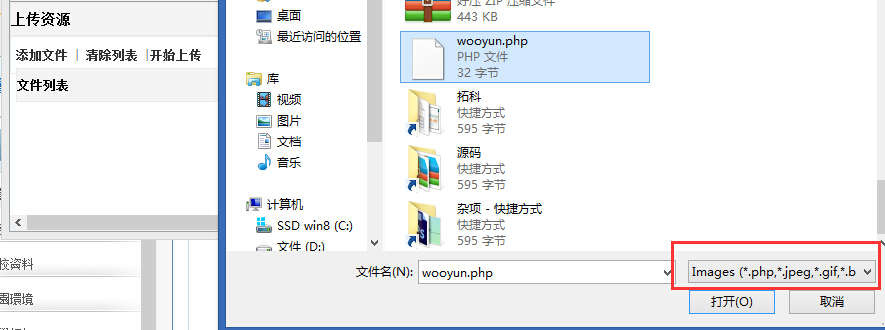 上传资源
添加文件 | 清除列表 |开始上传
文件列表
校資料
園環境
桌面
最近访问的位置
库
视频
图片
文档
音乐
计算机
SSD win8 (C:)
文件 (D:)
好压 ZIP 压缩文件
443 KB
wooyun.php
PHP 文件
32 字节
拓科
快捷方式
595 字节
源码
快捷方式
595 字节
杂项 - 快捷方式
快捷方式
595 字节
文件名(N):
wooyun.php
Images (*.php,*.jpeg,*.gif,*.b
打开(O)
取消